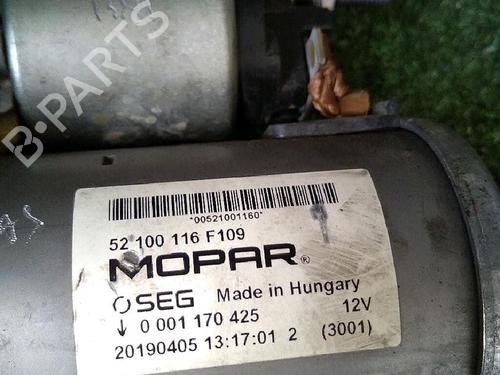 *00521001160*
52 100 116 F109
MOPAR®
SEG Made in Hungary
↓ 0 001 170 425 12V
20190405 13:17:01 2 (3001)